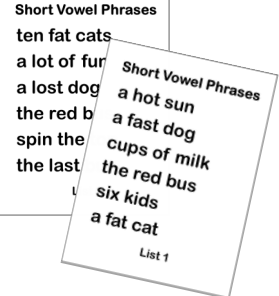 Short Vowel Phrases
ten fat cats
a lot of fun
a lost dog
the red b
spin the
the last
L
Short Vowel Phrases
a hot sun
a fast dog
cups of milk
the red bus
six kids
a fat cat
List 1